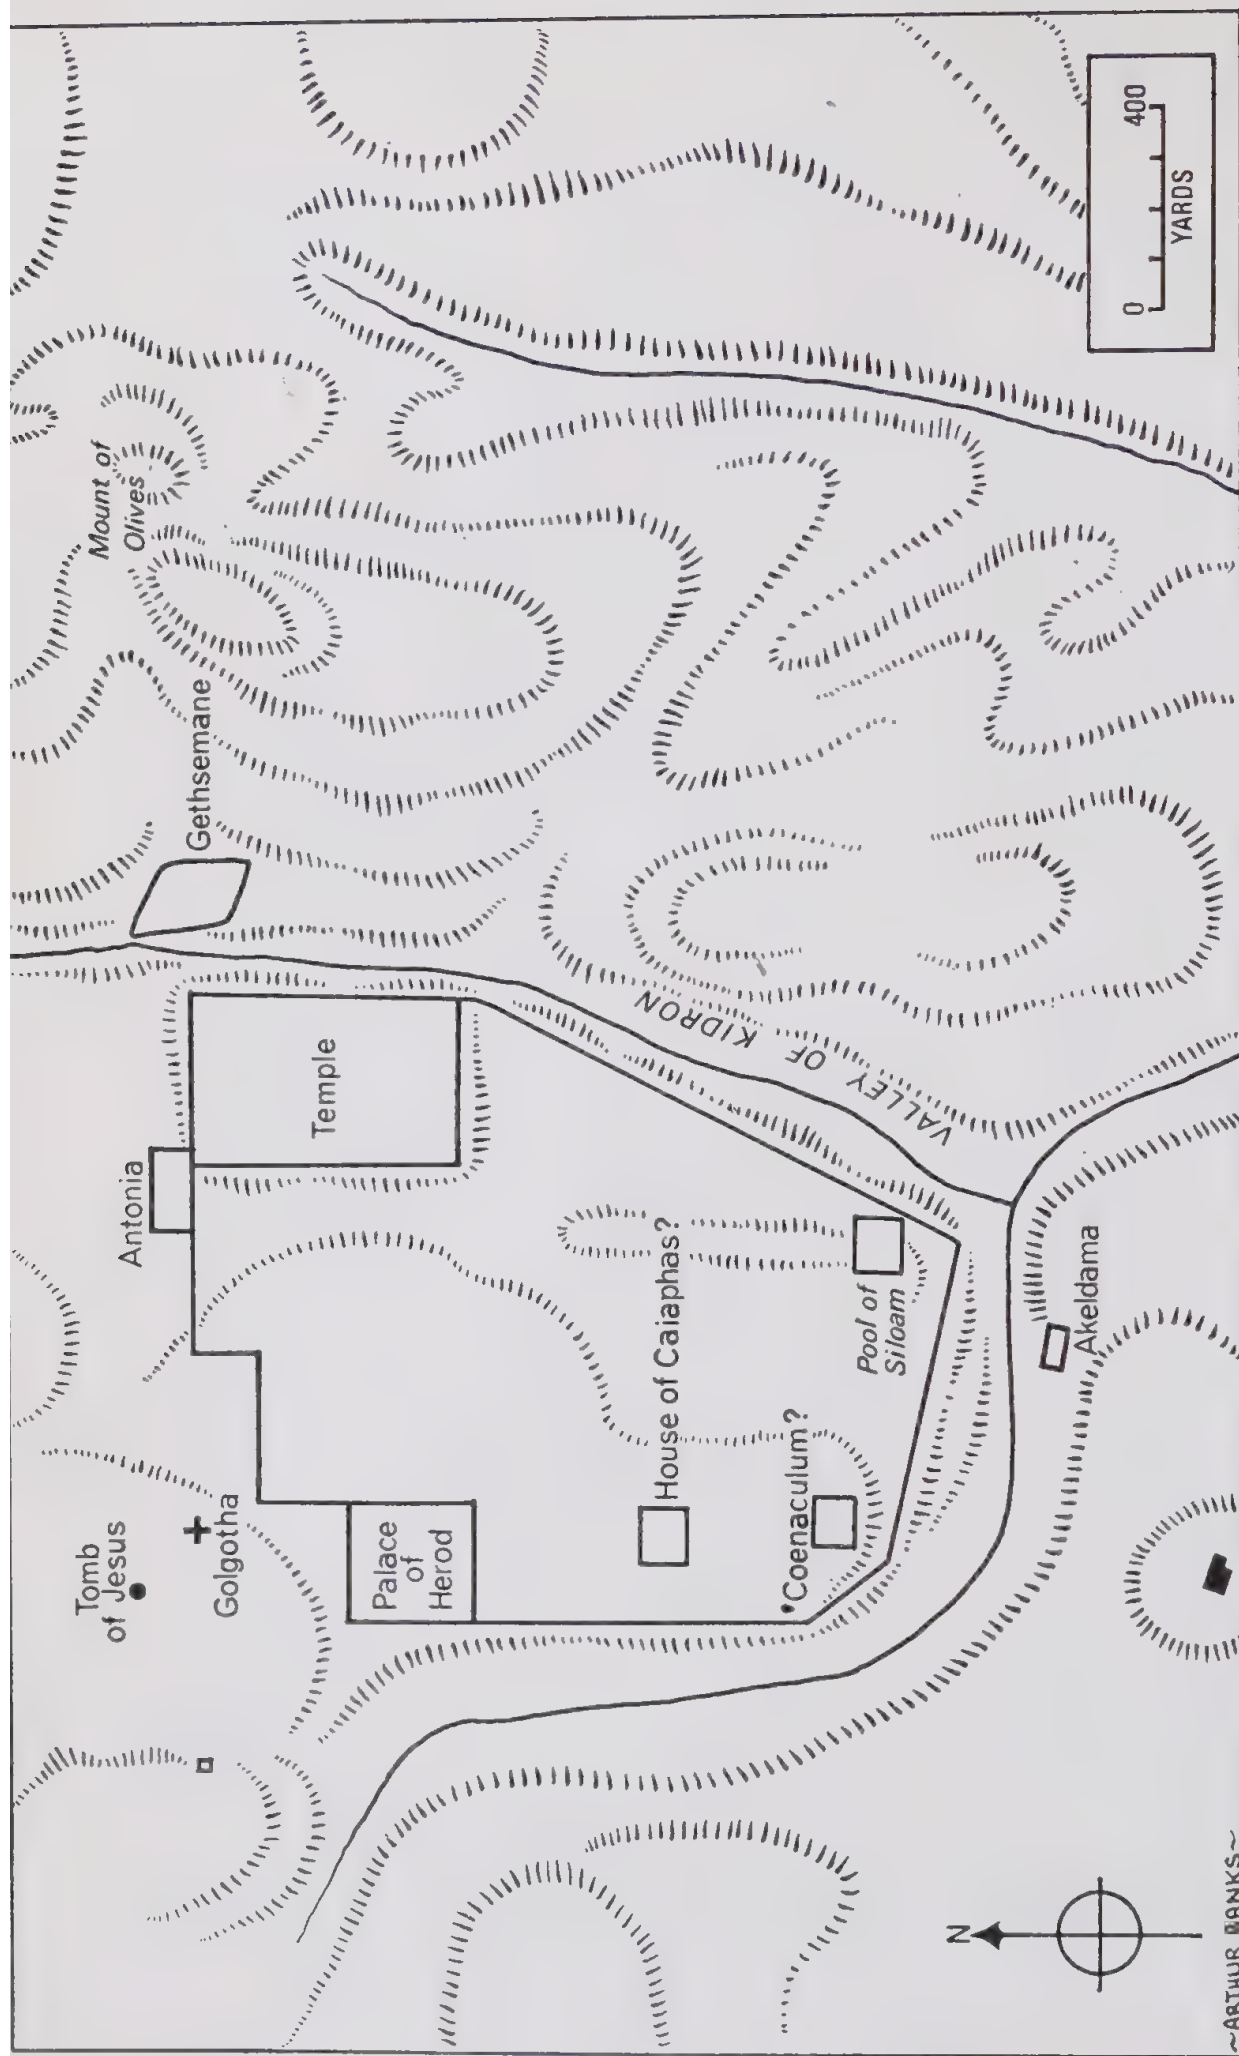 Mount of
Olives
Gethsemane
Antonia
Temple
Tomb
of Jesus
Golgotha
Palace
of
Herod
House of Caiaphas?
VALLEY OF KIDRON
Coenaculum?
Pool of
Siloam
Akeldama
N
0 400
YARDS
~ARTHUR BANKS~